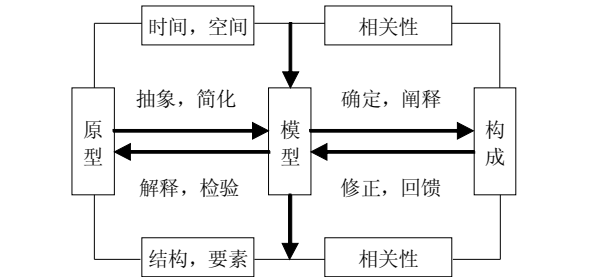 时间，空间
相关性
抽象，简化
确定，阐释
原型
模型
构成
解释，检验
修正，回馈
结构，要素
相关性